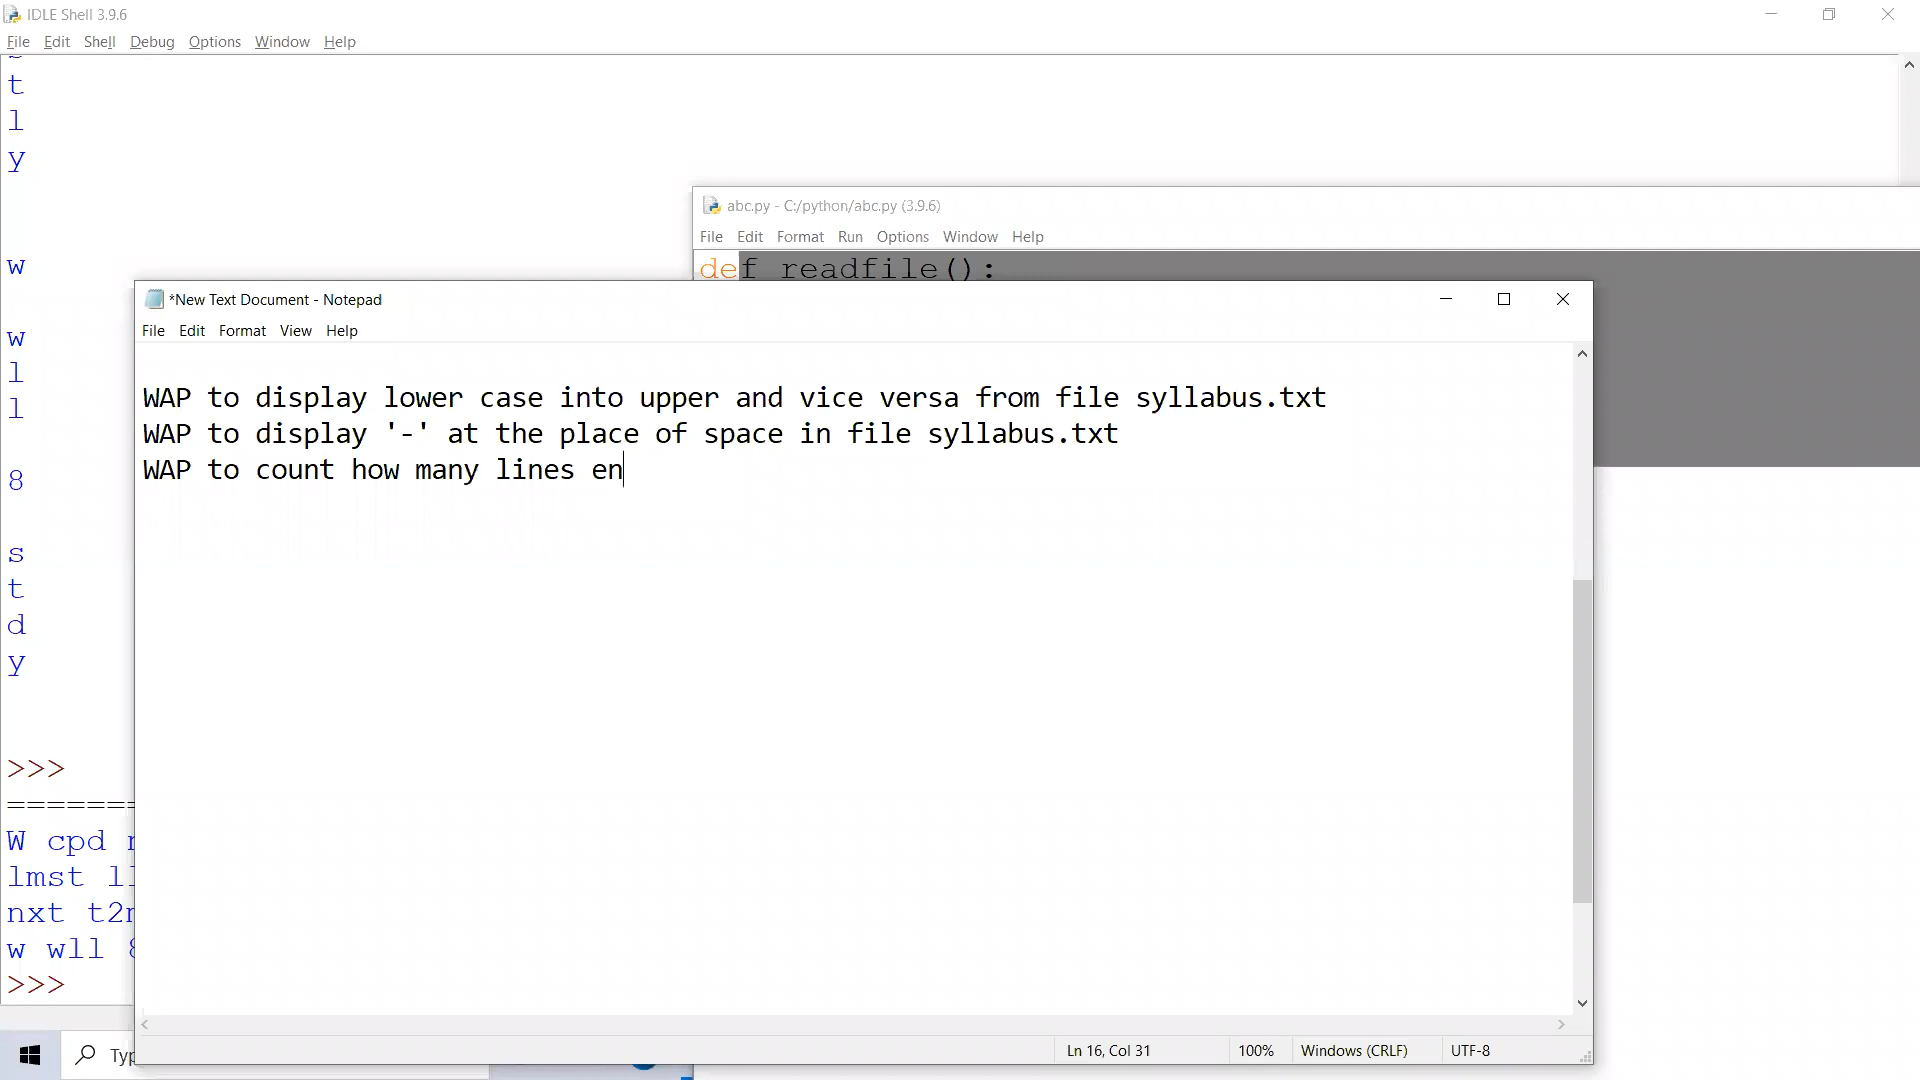 IDLE Shell 3.9.6
File Edit Shell Debug Options Window Help
t
l
y
w
w
l
l
8
s
t
d
y
>>>
=======
W cpd
lmst
nxt
w wll
>>>
abc.py - C:/python/abc.py (3.9.6)
File Edit Format Run Options Window Help
def readfile():
*New Text Document - Notepad
File Edit Format View Help
WAP to display lower case into upper and vice versa from file syllabus.txt
WAP to display '-' at the place of space in file syllabus.txt
WAP to count how many lines en
Ln 16, Col 31 100% Windows (CRLF) UTF-8